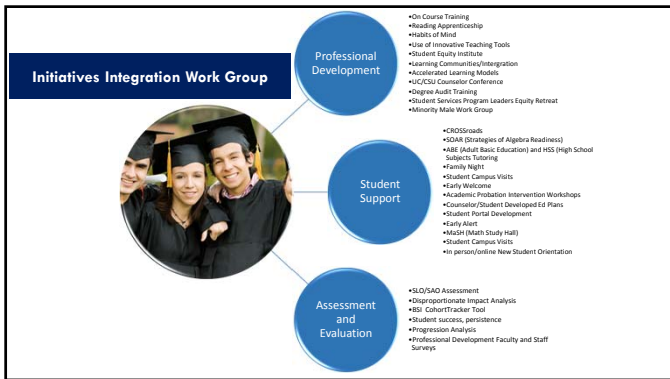 Initiatives Integration Work Group
Professional
Development
•On Course Training
•Reading Apprenticeship
•Habits of Mind
•Use of Innovative Teaching Tools
•Student Equity Institute
•Learning Communities/Intergration
•Accelerated Learning Models
•UC/CSU Counselor Conference
•Degree Audit Training
•Student Services Program Leaders Equity Retreat
•Minority Male Work Group
Student
Support
•CROSSroads
•SOAR (Strategies of Algebra Readiness)
•ABE (Adult Basic Education) and HSS (High School
Subjects Tutoring
•Family Night
•Student Campus Visits
•Early Welcome
•Academic Probation Intervention Workshops
•Counselor/Student Developed Ed Plans
•Student Portal Development
•Early Alert
•MaSH (Math Study Hall)
•Student Campus Visits
•In person/online New Student Orientation
Assessment
and
Evaluation
•SLO/SAO Assessment
•Disproportionate Impact Analysis
•BSI CohortTracker Tool
•Student success, persistence
•Progression Analysis
•Professional Development Faculty and Staff
Surveys